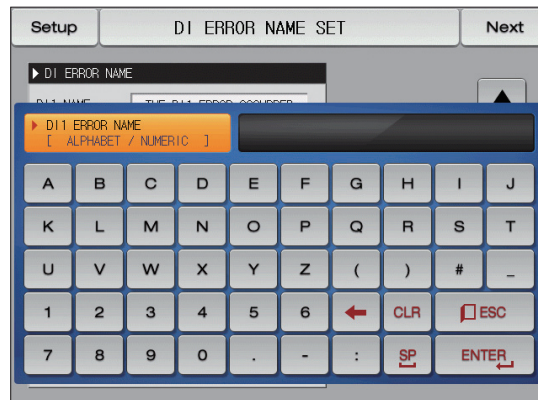 Setup DI ERROR NAME SET Next
▶ DI ERROR NAME
▶ DI1 ERROR NAME
[ ALPHABET / NUMERIC ]
A B C D E F G H I J
K L M N O P Q R S T
U V W X Y Z ( ) # _
1 2 3 4 5 6 ← CLR ESC
7 8 9 0 . - : SP ENTER